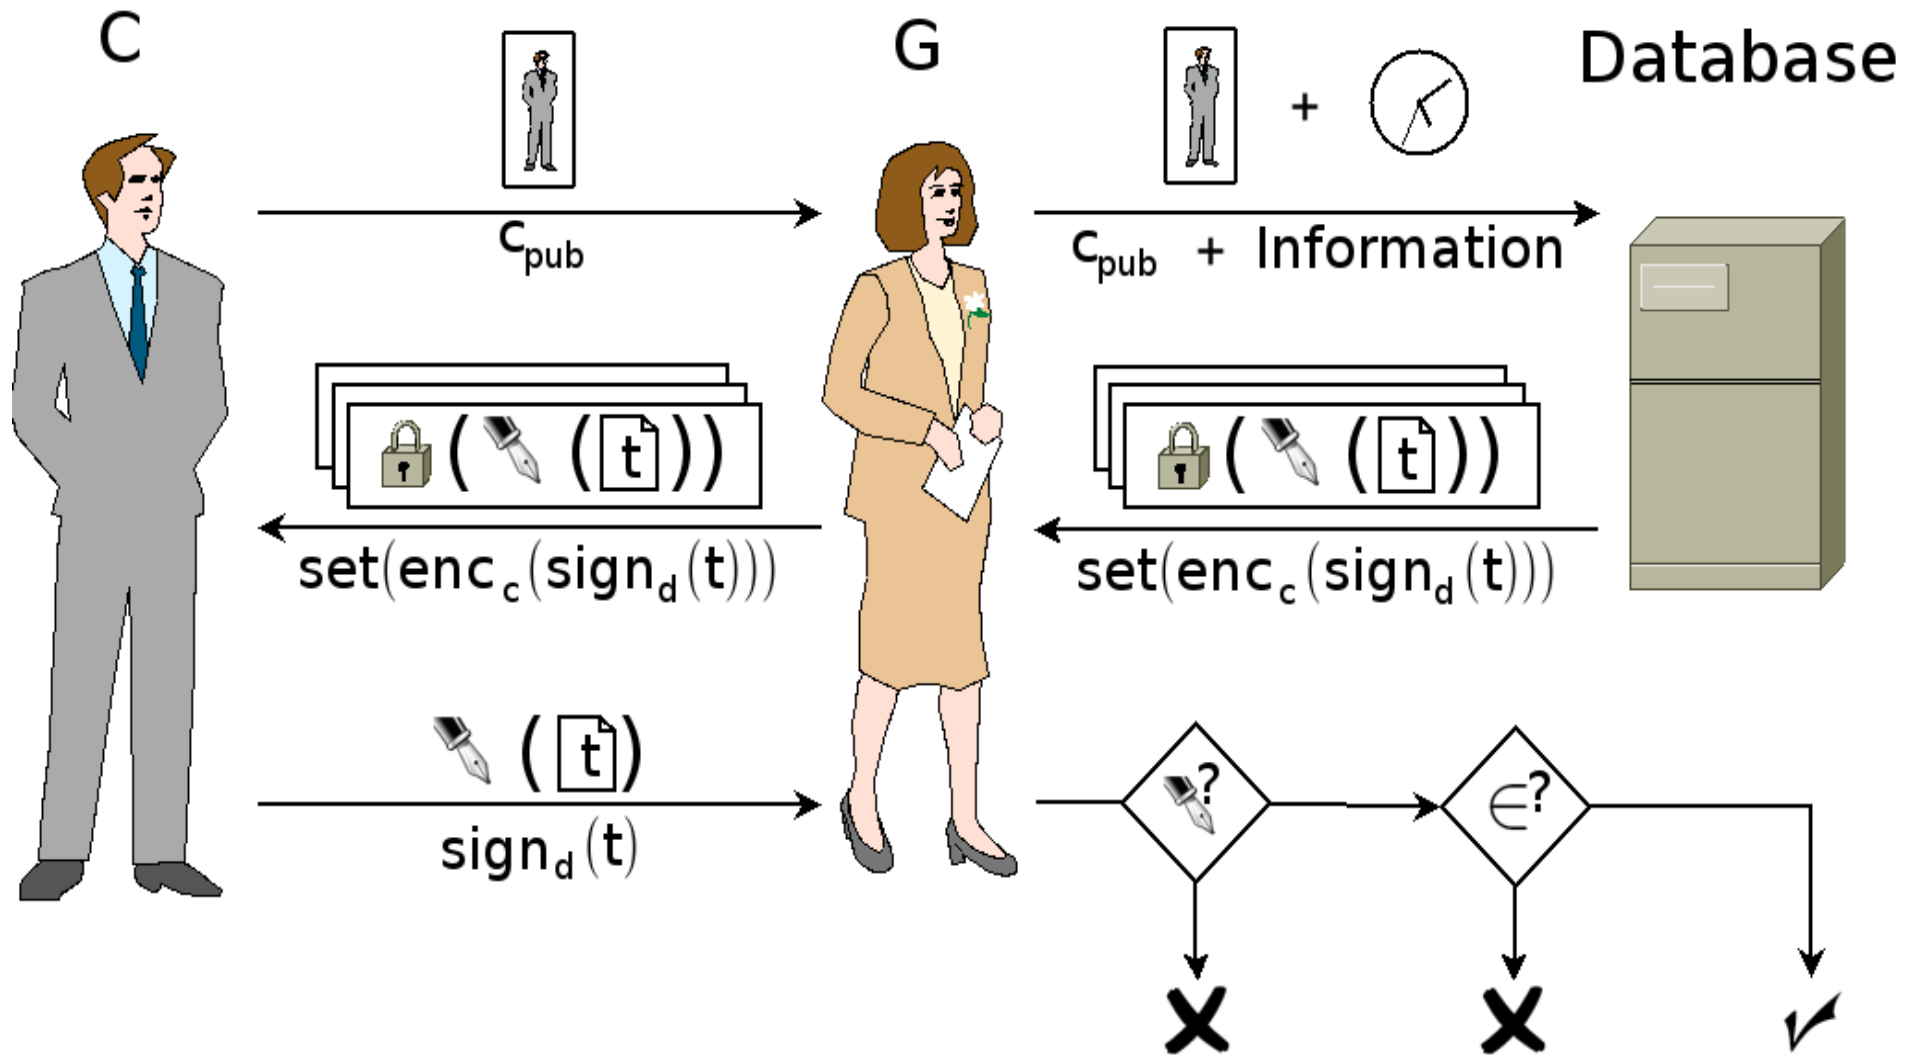 C
G
Database
+
c_pub
c_pub + Information
( ( t ) )
( ( t ) )
set(enc_c(sign_d(t)))
set(enc_c(sign_d(t)))
( t )
sign_d(t)
?
∈?